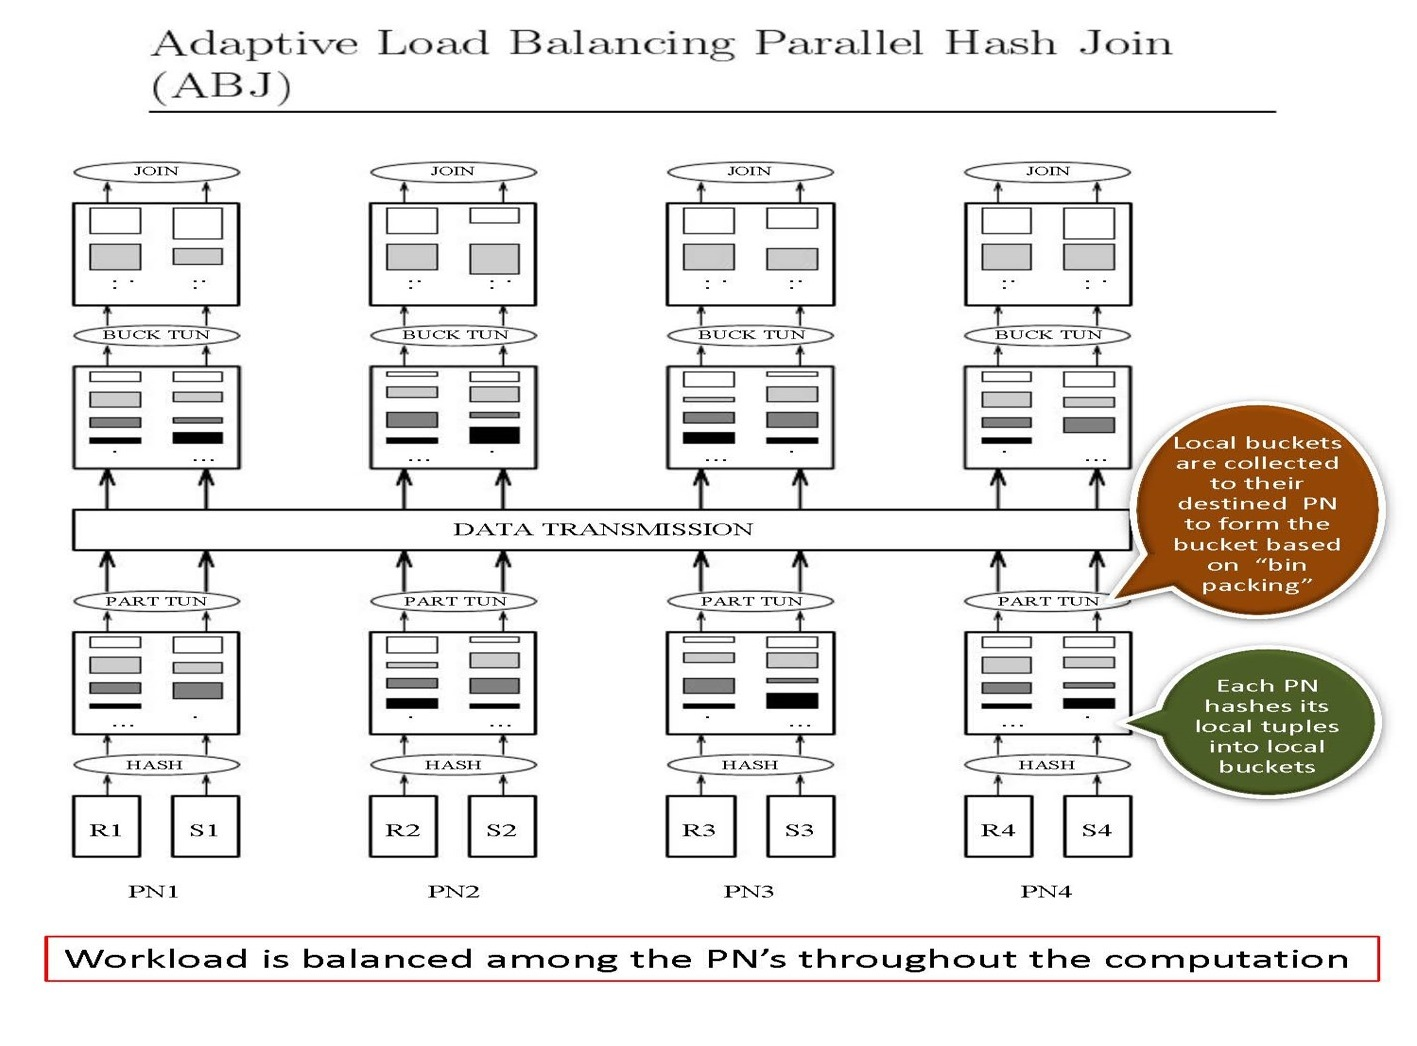 Adaptive Load Balancing Parallel Hash Join
(ABJ)
JOIN JOIN JOIN JOIN
BUCK TUN BUCK TUN BUCK TUN BUCK TUN
DATA TRANSMISSION
Local buckets
are collected
to their
destined PN
to form the
bucket based
on “bin
packing”
PART TUN PART TUN PART TUN PART TUN
Each PN
hashes its
local tuples
into local
buckets
HASH HASH HASH HASH
R1 S1 R2 S2 R3 S3 R4 S4
PN1 PN2 PN3 PN4
Workload is balanced among the PN’s throughout the computation